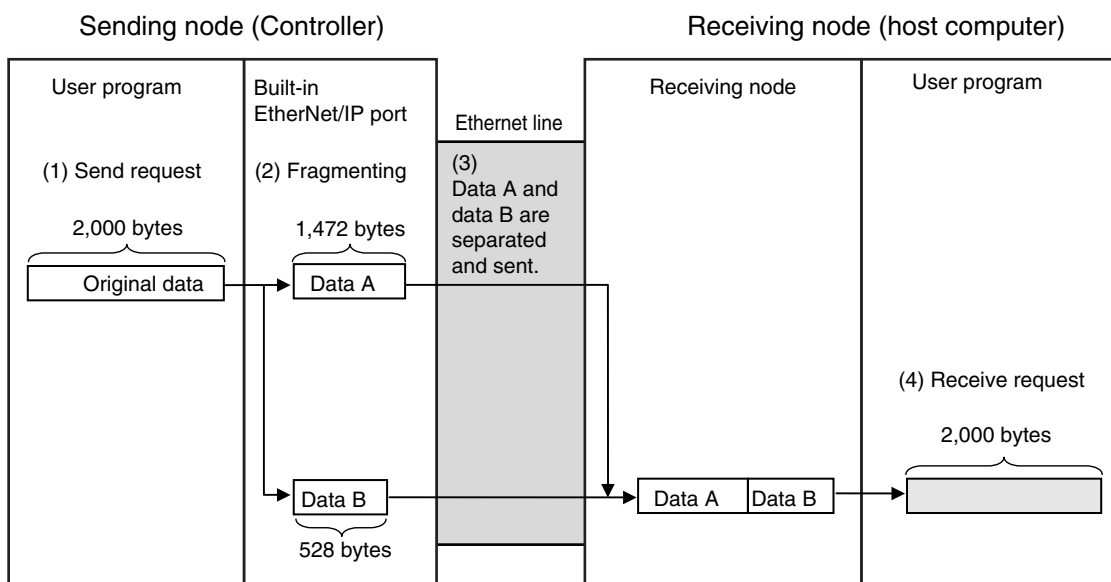 Sending node (Controller)
Receiving node (host computer)
User program
Built-in
EtherNet/IP port
Ethernet line
Receiving node
User program
(1) Send request
(2) Fragmenting
(3)
Data A and
data B are
separated
and sent.
2,000 bytes
1,472 bytes
Original data
Data A
(4) Receive request
2,000 bytes
Data B
528 bytes
Data A
Data B